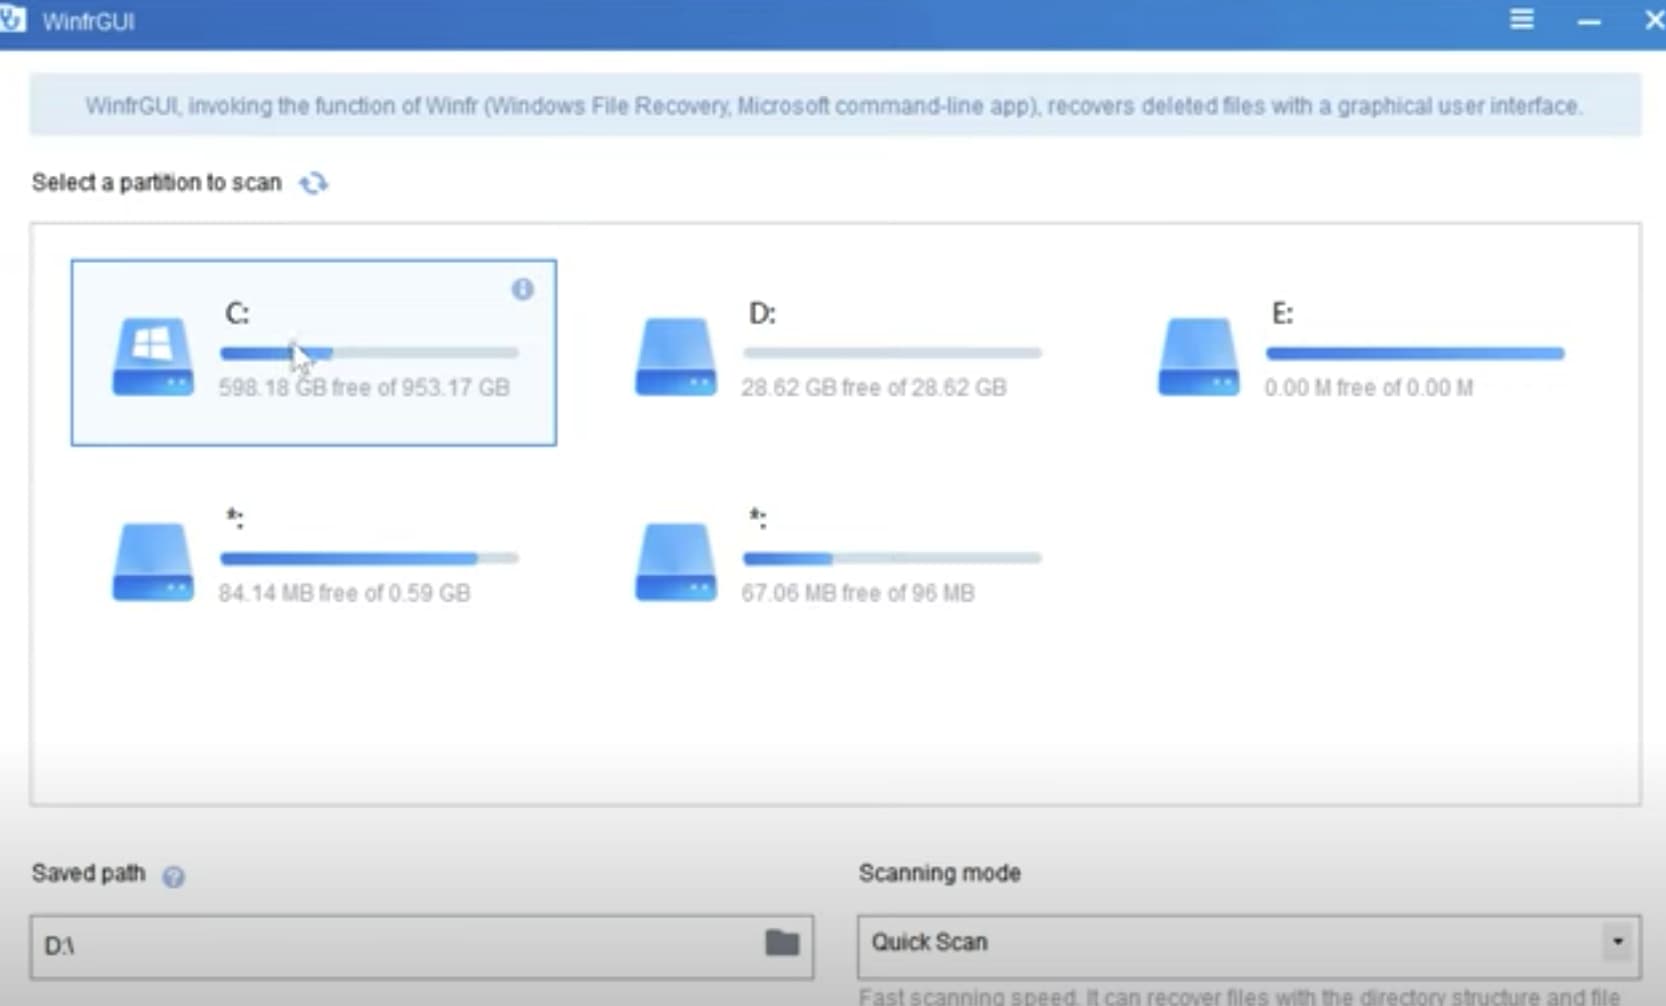 WinfrGUI
WinfrGUI, invoking the function of Winfr (Windows File Recovery, Microsoft command-line app), recovers deleted files with a graphical user interface.
Select a partition to scan
C:
598.18 GB free of 953.17 GB
D:
28.62 GB free of 28.62 GB
E:
0.00 M free of 0.00 M
*:
84.14 MB free of 0.59 GB
*:
67.06 MB free of 96 MB
Saved path
Scanning mode
D:\
Quick Scan
Fast scanning speed. It can recover files with the directory structure and file